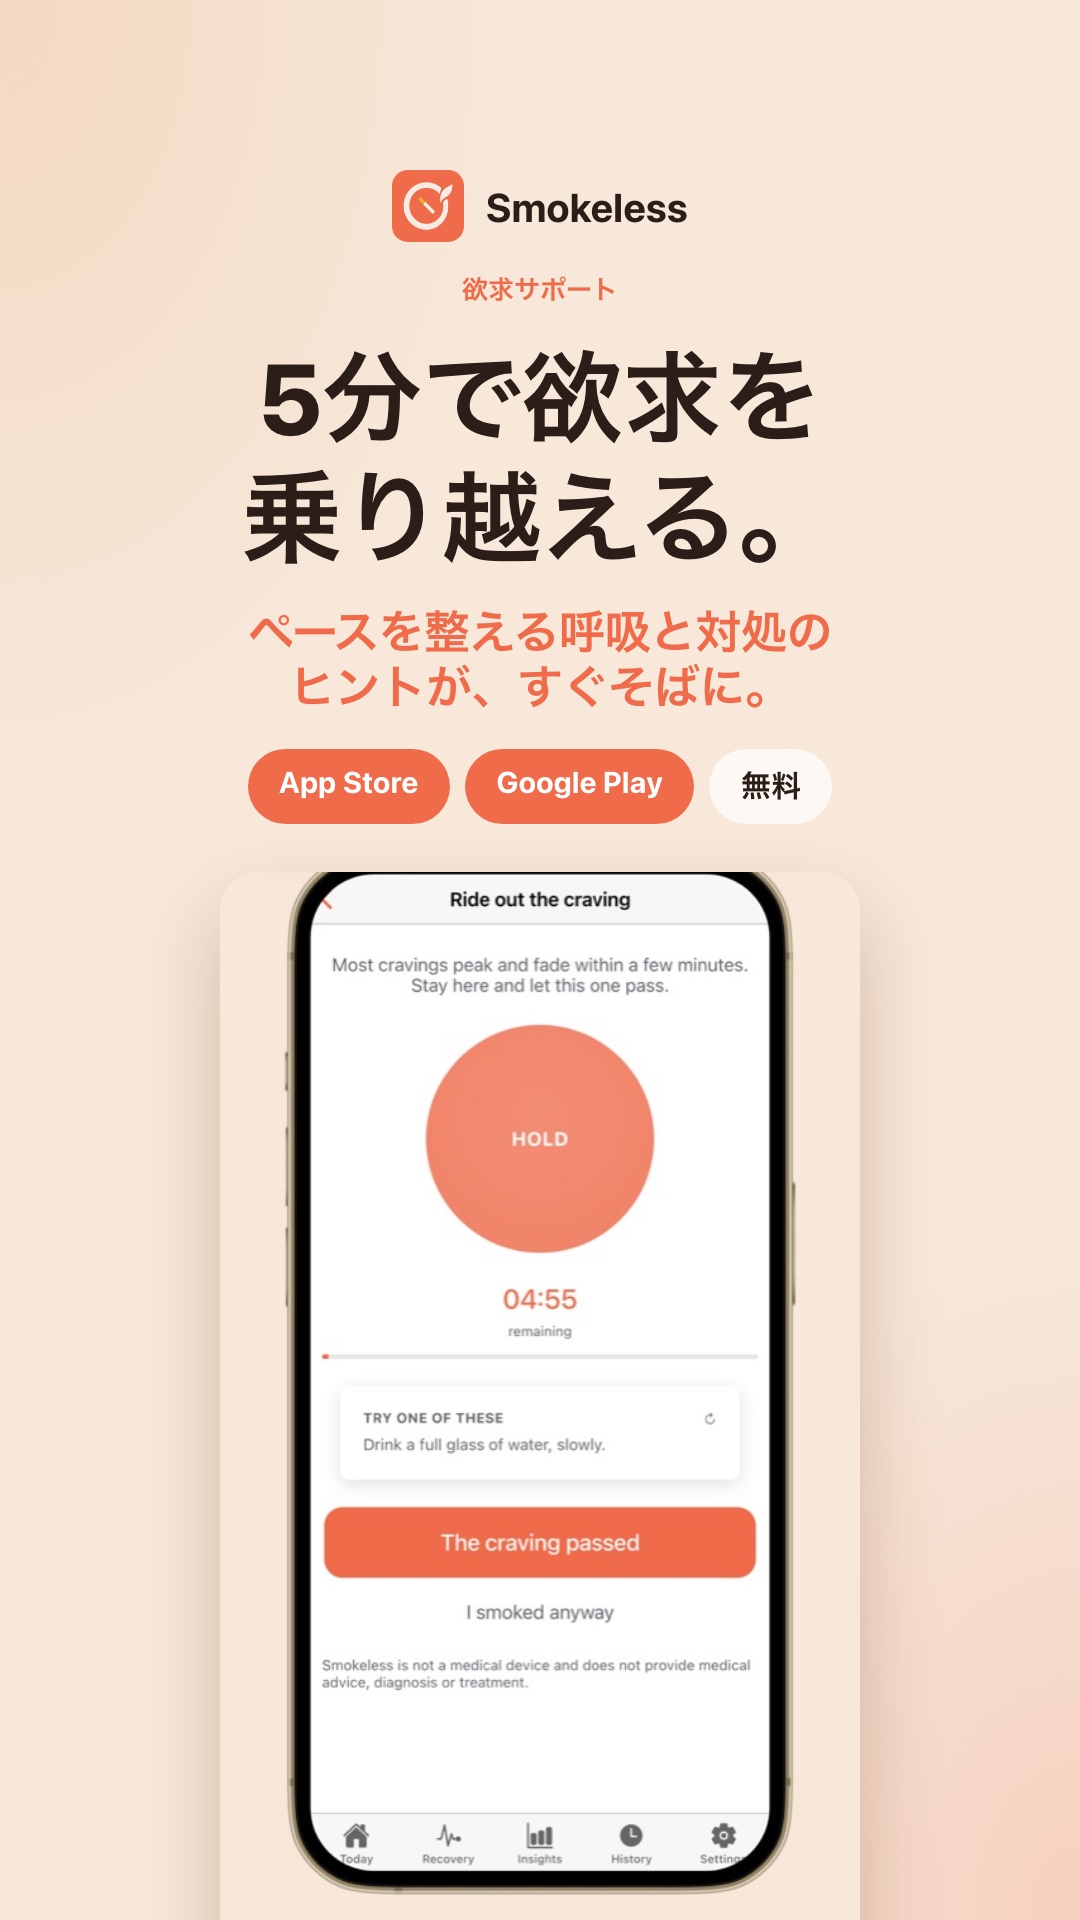 Smokeless
欲求サポート
5分で欲求を
乗り越える。
ペースを整える呼吸と対処の
ヒントが、すぐそばに。
App Store
Google Play
無料
Ride out the craving
Most cravings peak and fade within a few minutes.
Stay here and let this one pass.
HOLD
04:55
remaining
TRY ONE OF THESE
Drink a full glass of water, slowly.
The craving passed
I smoked anyway
Smokeless is not a medical device and does not provide medical
advice, diagnosis or treatment.
Today
Recovery
Insights
History
Settings